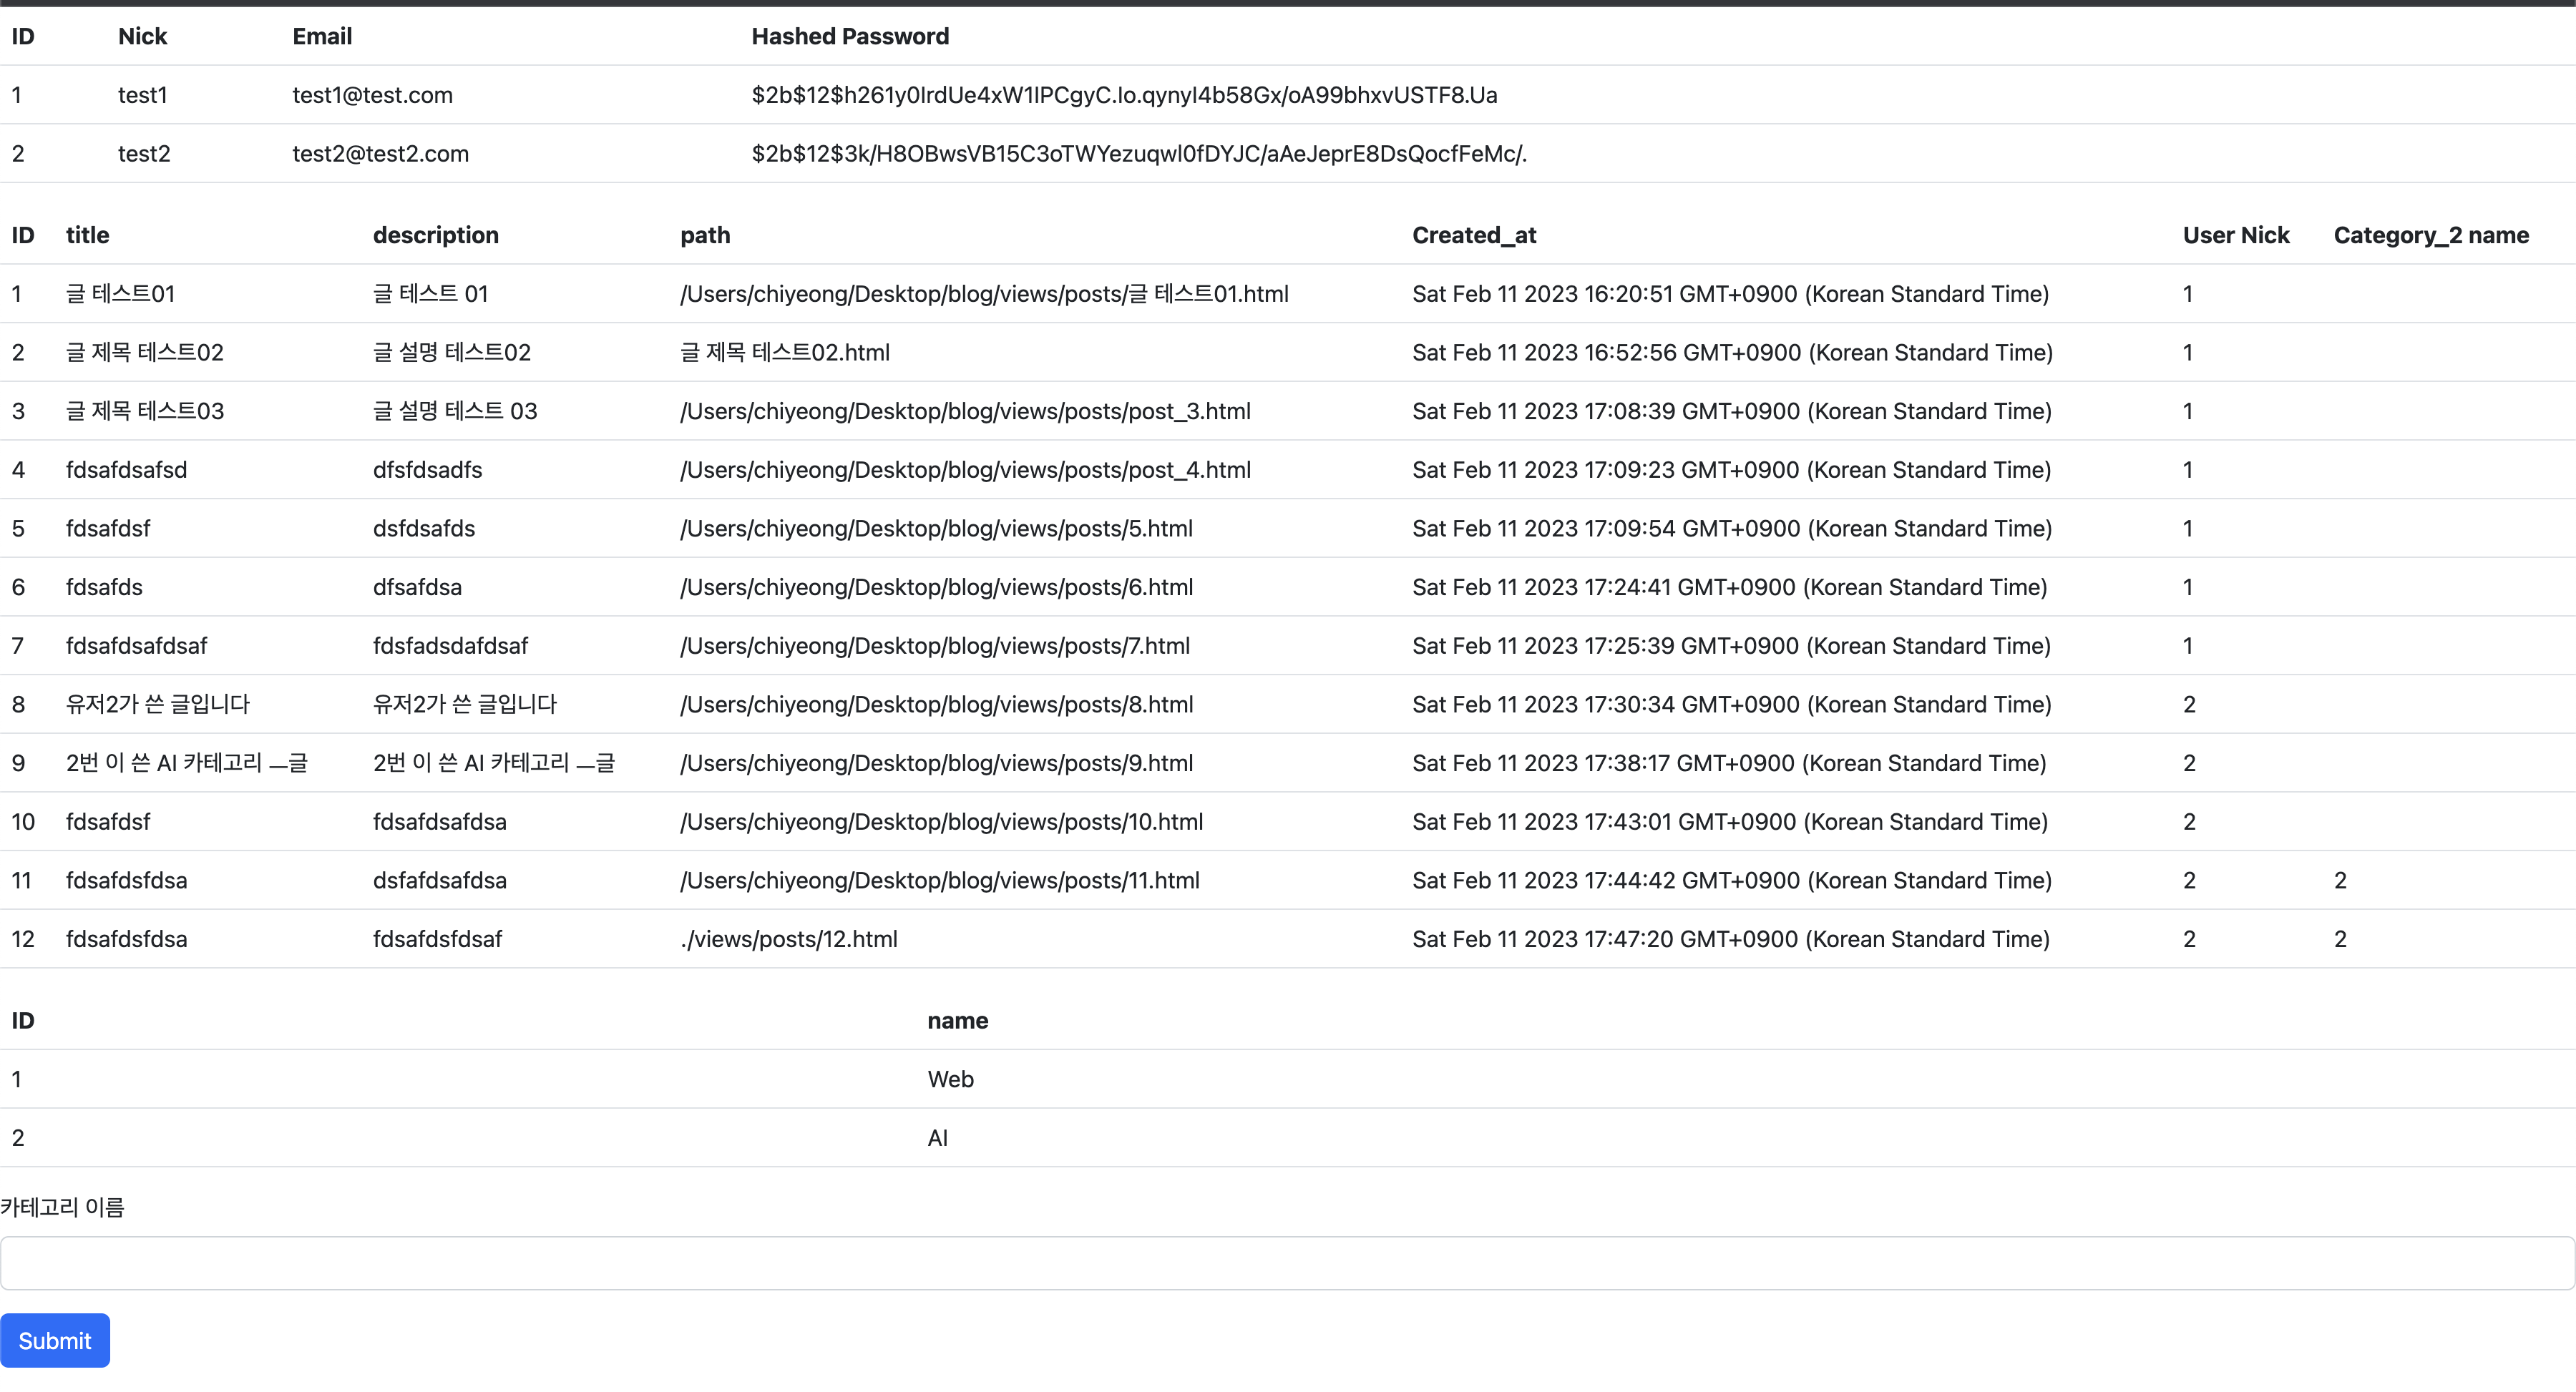 ID Nick Email Hashed Password
1 test1 test1@test.com $2b$12$h261y0IrdUe4xW1IPCgyC.Io.qynyI4b58Gx/oA99bhxvUSTF8.Ua
2 test2 test2@test2.com $2b$12$3k/H8OBwsVB15C3oTWYezuqwl0fDYJC/aAeJeprE8DsQocfFeMc/.
ID title description path Created_at User Nick Category_2 name
1 글 테스트01 글 테스트 01 /Users/chiyeong/Desktop/blog/views/posts/글 테스트01.html Sat Feb 11 2023 16:20:51 GMT+0900 (Korean Standard Time) 1
2 글 제목 테스트02 글 설명 테스트02 글 제목 테스트02.html Sat Feb 11 2023 16:52:56 GMT+0900 (Korean Standard Time) 1
3 글 제목 테스트03 글 설명 테스트 03 /Users/chiyeong/Desktop/blog/views/posts/post_3.html Sat Feb 11 2023 17:08:39 GMT+0900 (Korean Standard Time) 1
4 fdsafdsafsd dfsfdsadfs /Users/chiyeong/Desktop/blog/views/posts/post_4.html Sat Feb 11 2023 17:09:23 GMT+0900 (Korean Standard Time) 1
5 fdsafdsf dsfdsafds /Users/chiyeong/Desktop/blog/views/posts/5.html Sat Feb 11 2023 17:09:54 GMT+0900 (Korean Standard Time) 1
6 fdsafds dfsafdsa /Users/chiyeong/Desktop/blog/views/posts/6.html Sat Feb 11 2023 17:24:41 GMT+0900 (Korean Standard Time) 1
7 fdsafdsafdsaf fdsfadsdafdsaf /Users/chiyeong/Desktop/blog/views/posts/7.html Sat Feb 11 2023 17:25:39 GMT+0900 (Korean Standard Time) 1
8 유저2가 쓴 글입니다 유저2가 쓴 글입니다 /Users/chiyeong/Desktop/blog/views/posts/8.html Sat Feb 11 2023 17:30:34 GMT+0900 (Korean Standard Time) 2
9 2번 이 쓴 AI 카테고리 ㅡ글 2번 이 쓴 AI 카테고리 ㅡ글 /Users/chiyeong/Desktop/blog/views/posts/9.html Sat Feb 11 2023 17:38:17 GMT+0900 (Korean Standard Time) 2
10 fdsafdsf fdsafdsafdsa /Users/chiyeong/Desktop/blog/views/posts/10.html Sat Feb 11 2023 17:43:01 GMT+0900 (Korean Standard Time) 2
11 fdsafdsfdsa dsfafdsafdsa /Users/chiyeong/Desktop/blog/views/posts/11.html Sat Feb 11 2023 17:44:42 GMT+0900 (Korean Standard Time) 2 2
12 fdsafdsfdsa fdsafdsfdsaf ./views/posts/12.html Sat Feb 11 2023 17:47:20 GMT+0900 (Korean Standard Time) 2 2
ID name
1 Web
2 AI
카테고리 이름
Submit